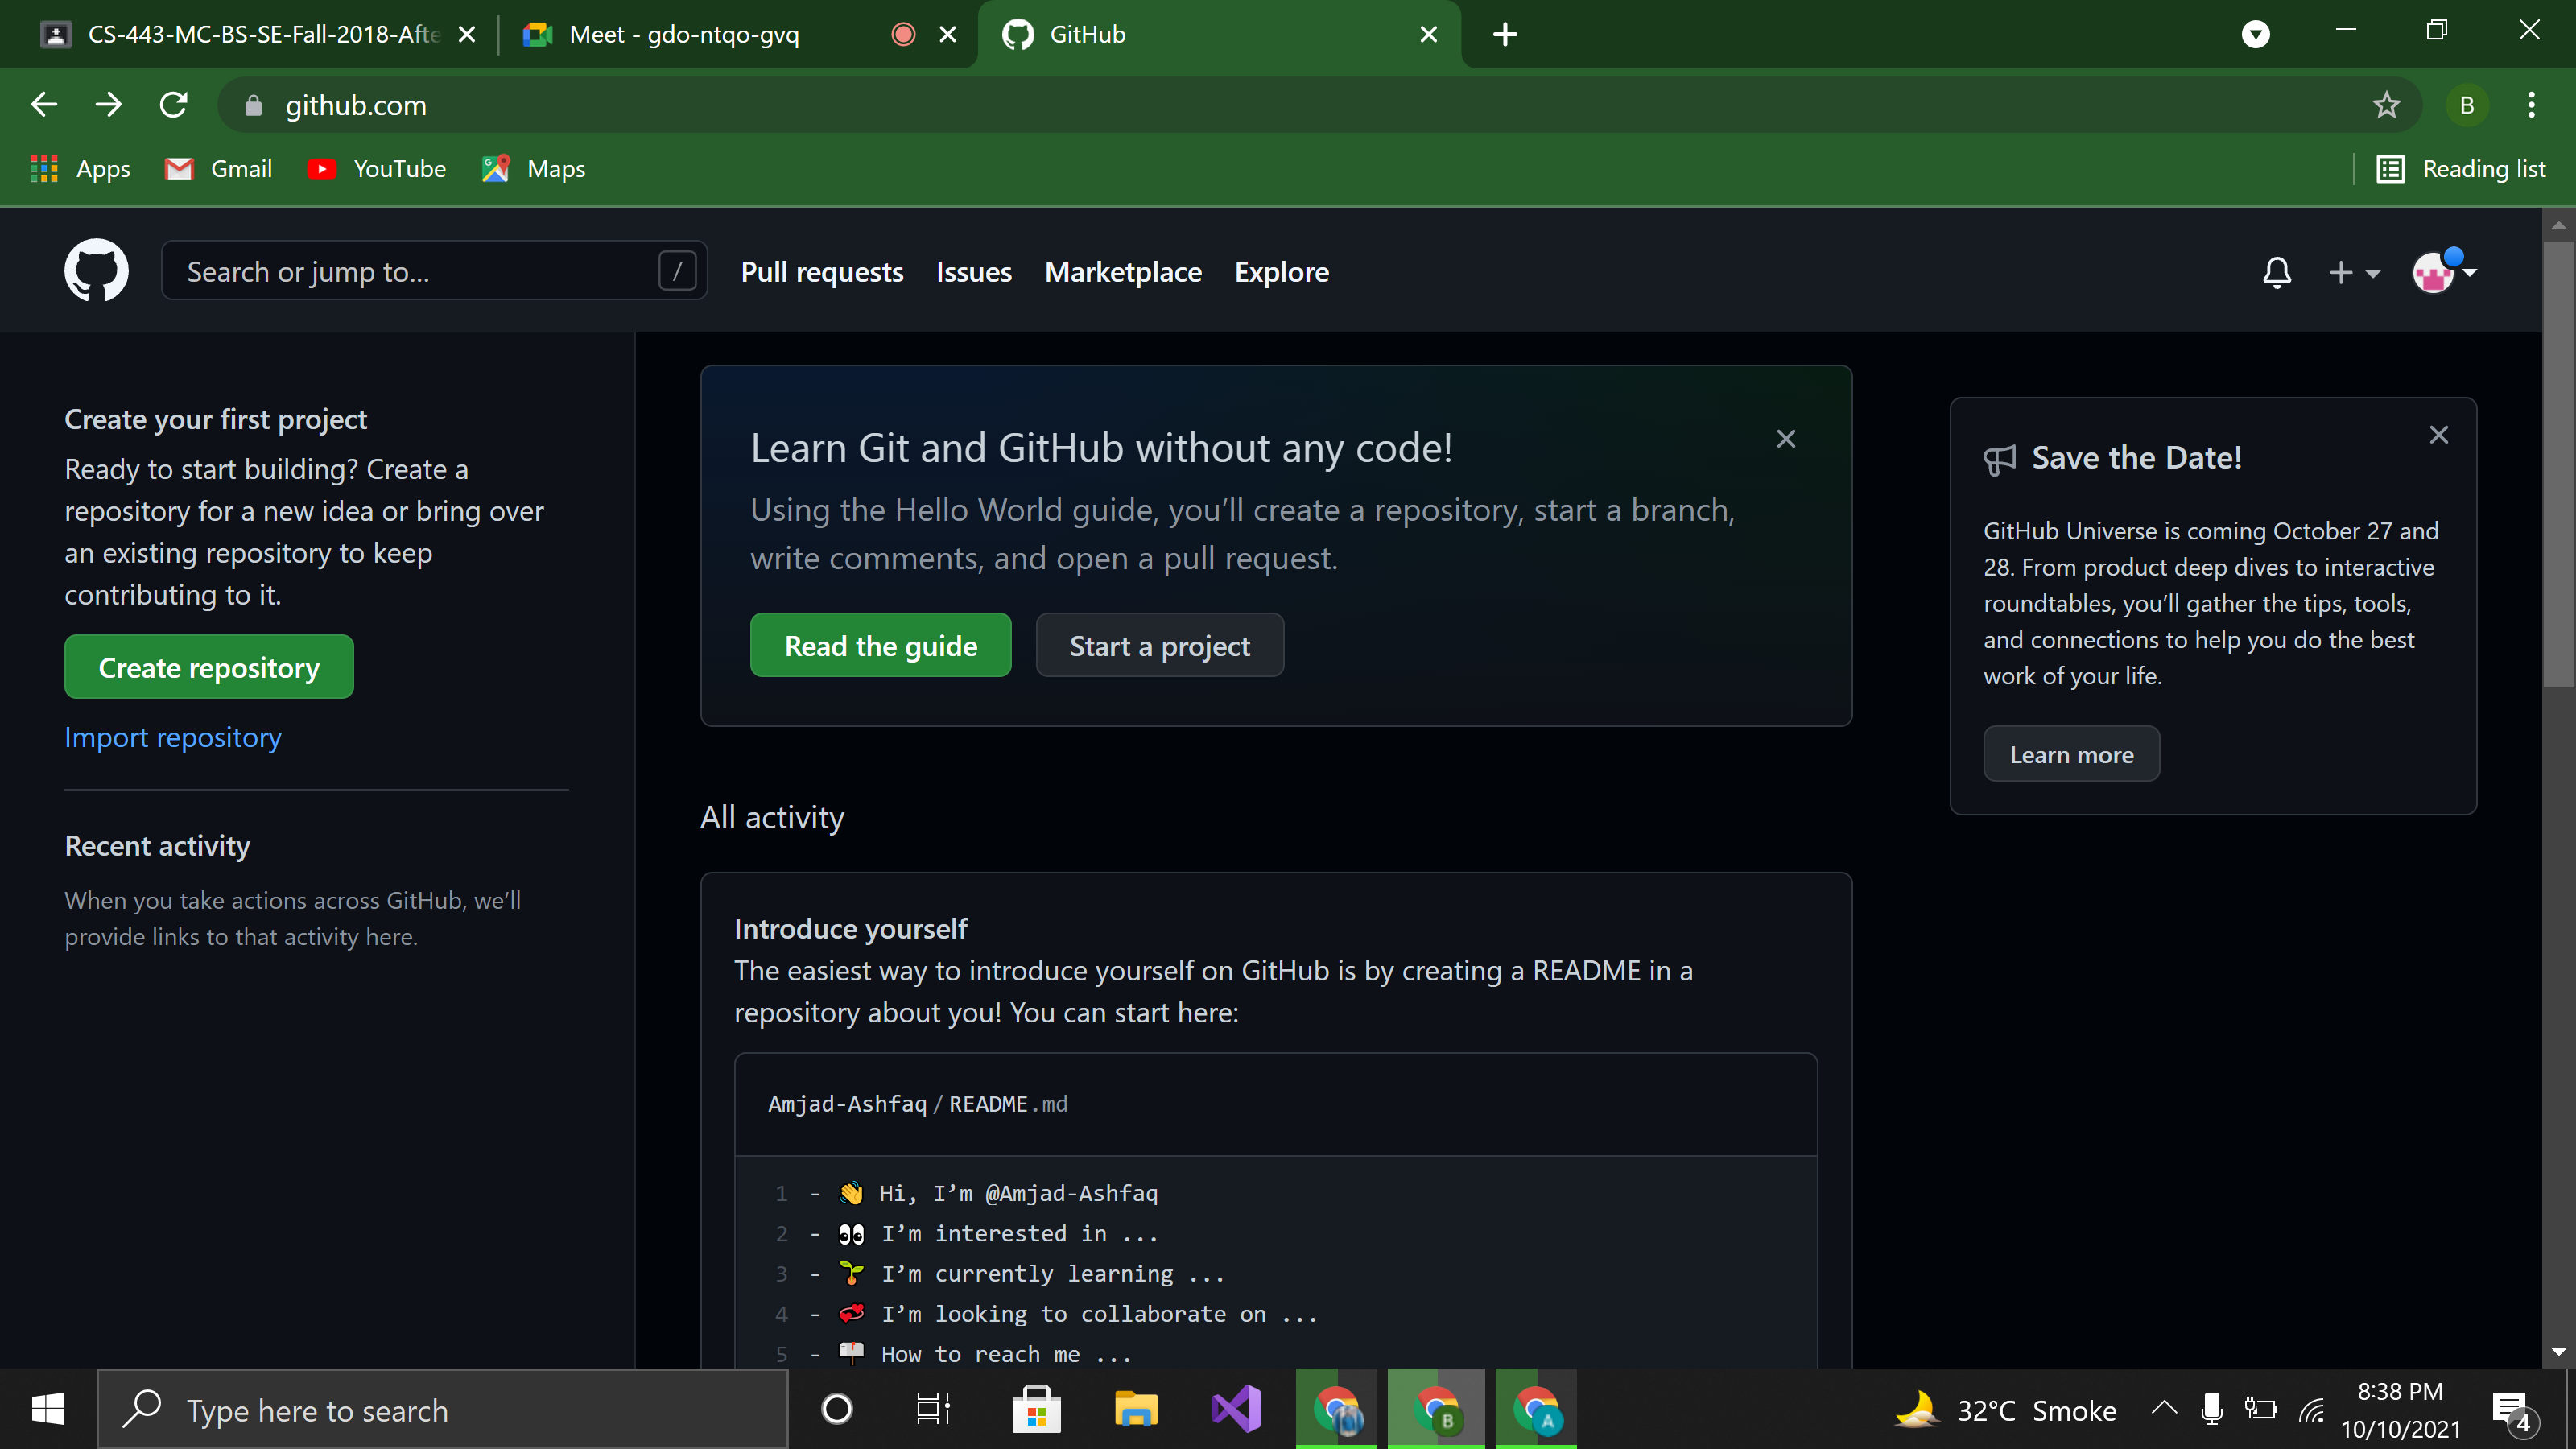 CS-443-MC-BS-SE-Fall-2018-Afte
Meet - gdo-ntqo-gvq
GitHub
github.com
B
Apps
Gmail
YouTube
Maps
Reading list
Search or jump to...
/
Pull requests
Issues
Marketplace
Explore
Create your first project
Ready to start building? Create a
repository for a new idea or bring over
an existing repository to keep
contributing to it.
Create repository
Import repository
Recent activity
When you take actions across GitHub, we’ll
provide links to that activity here.
Learn Git and GitHub without any code!
Using the Hello World guide, you’ll create a repository, start a branch,
write comments, and open a pull request.
Read the guide
Start a project
All activity
Introduce yourself
The easiest way to introduce yourself on GitHub is by creating a README in a
repository about you! You can start here:
Amjad-Ashfaq/README.md
1 - 👋 Hi, I’m @Amjad-Ashfaq
2 - 👀 I’m interested in ...
3 - 🌱 I’m currently learning ...
4 - 💞️ I’m looking to collaborate on ...
5 - 📫 How to reach me ...
Save the Date!
GitHub Universe is coming October 27 and
28. From product deep dives to interactive
roundtables, you’ll gather the tips, tools,
and connections to help you do the best
work of your life.
Learn more
Type here to search
B
A
32°C Smoke
8:38 PM
10/10/2021
4